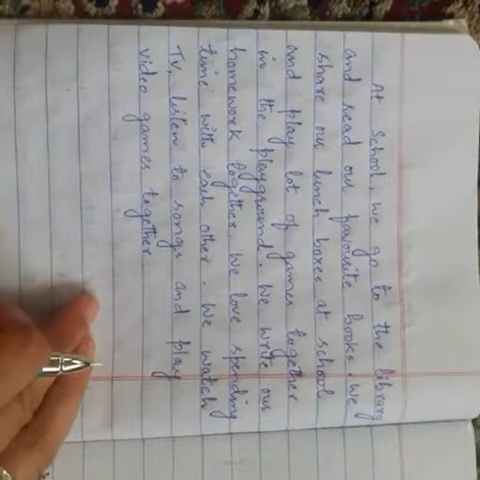 At School, we go to the library
and read our favourite books. We
share our lunch boxes at school
and play lot of games together
in the playground. We write our
homework together. We love spending
time with each other. We watch
Tv, listen to songs and play
video games together.